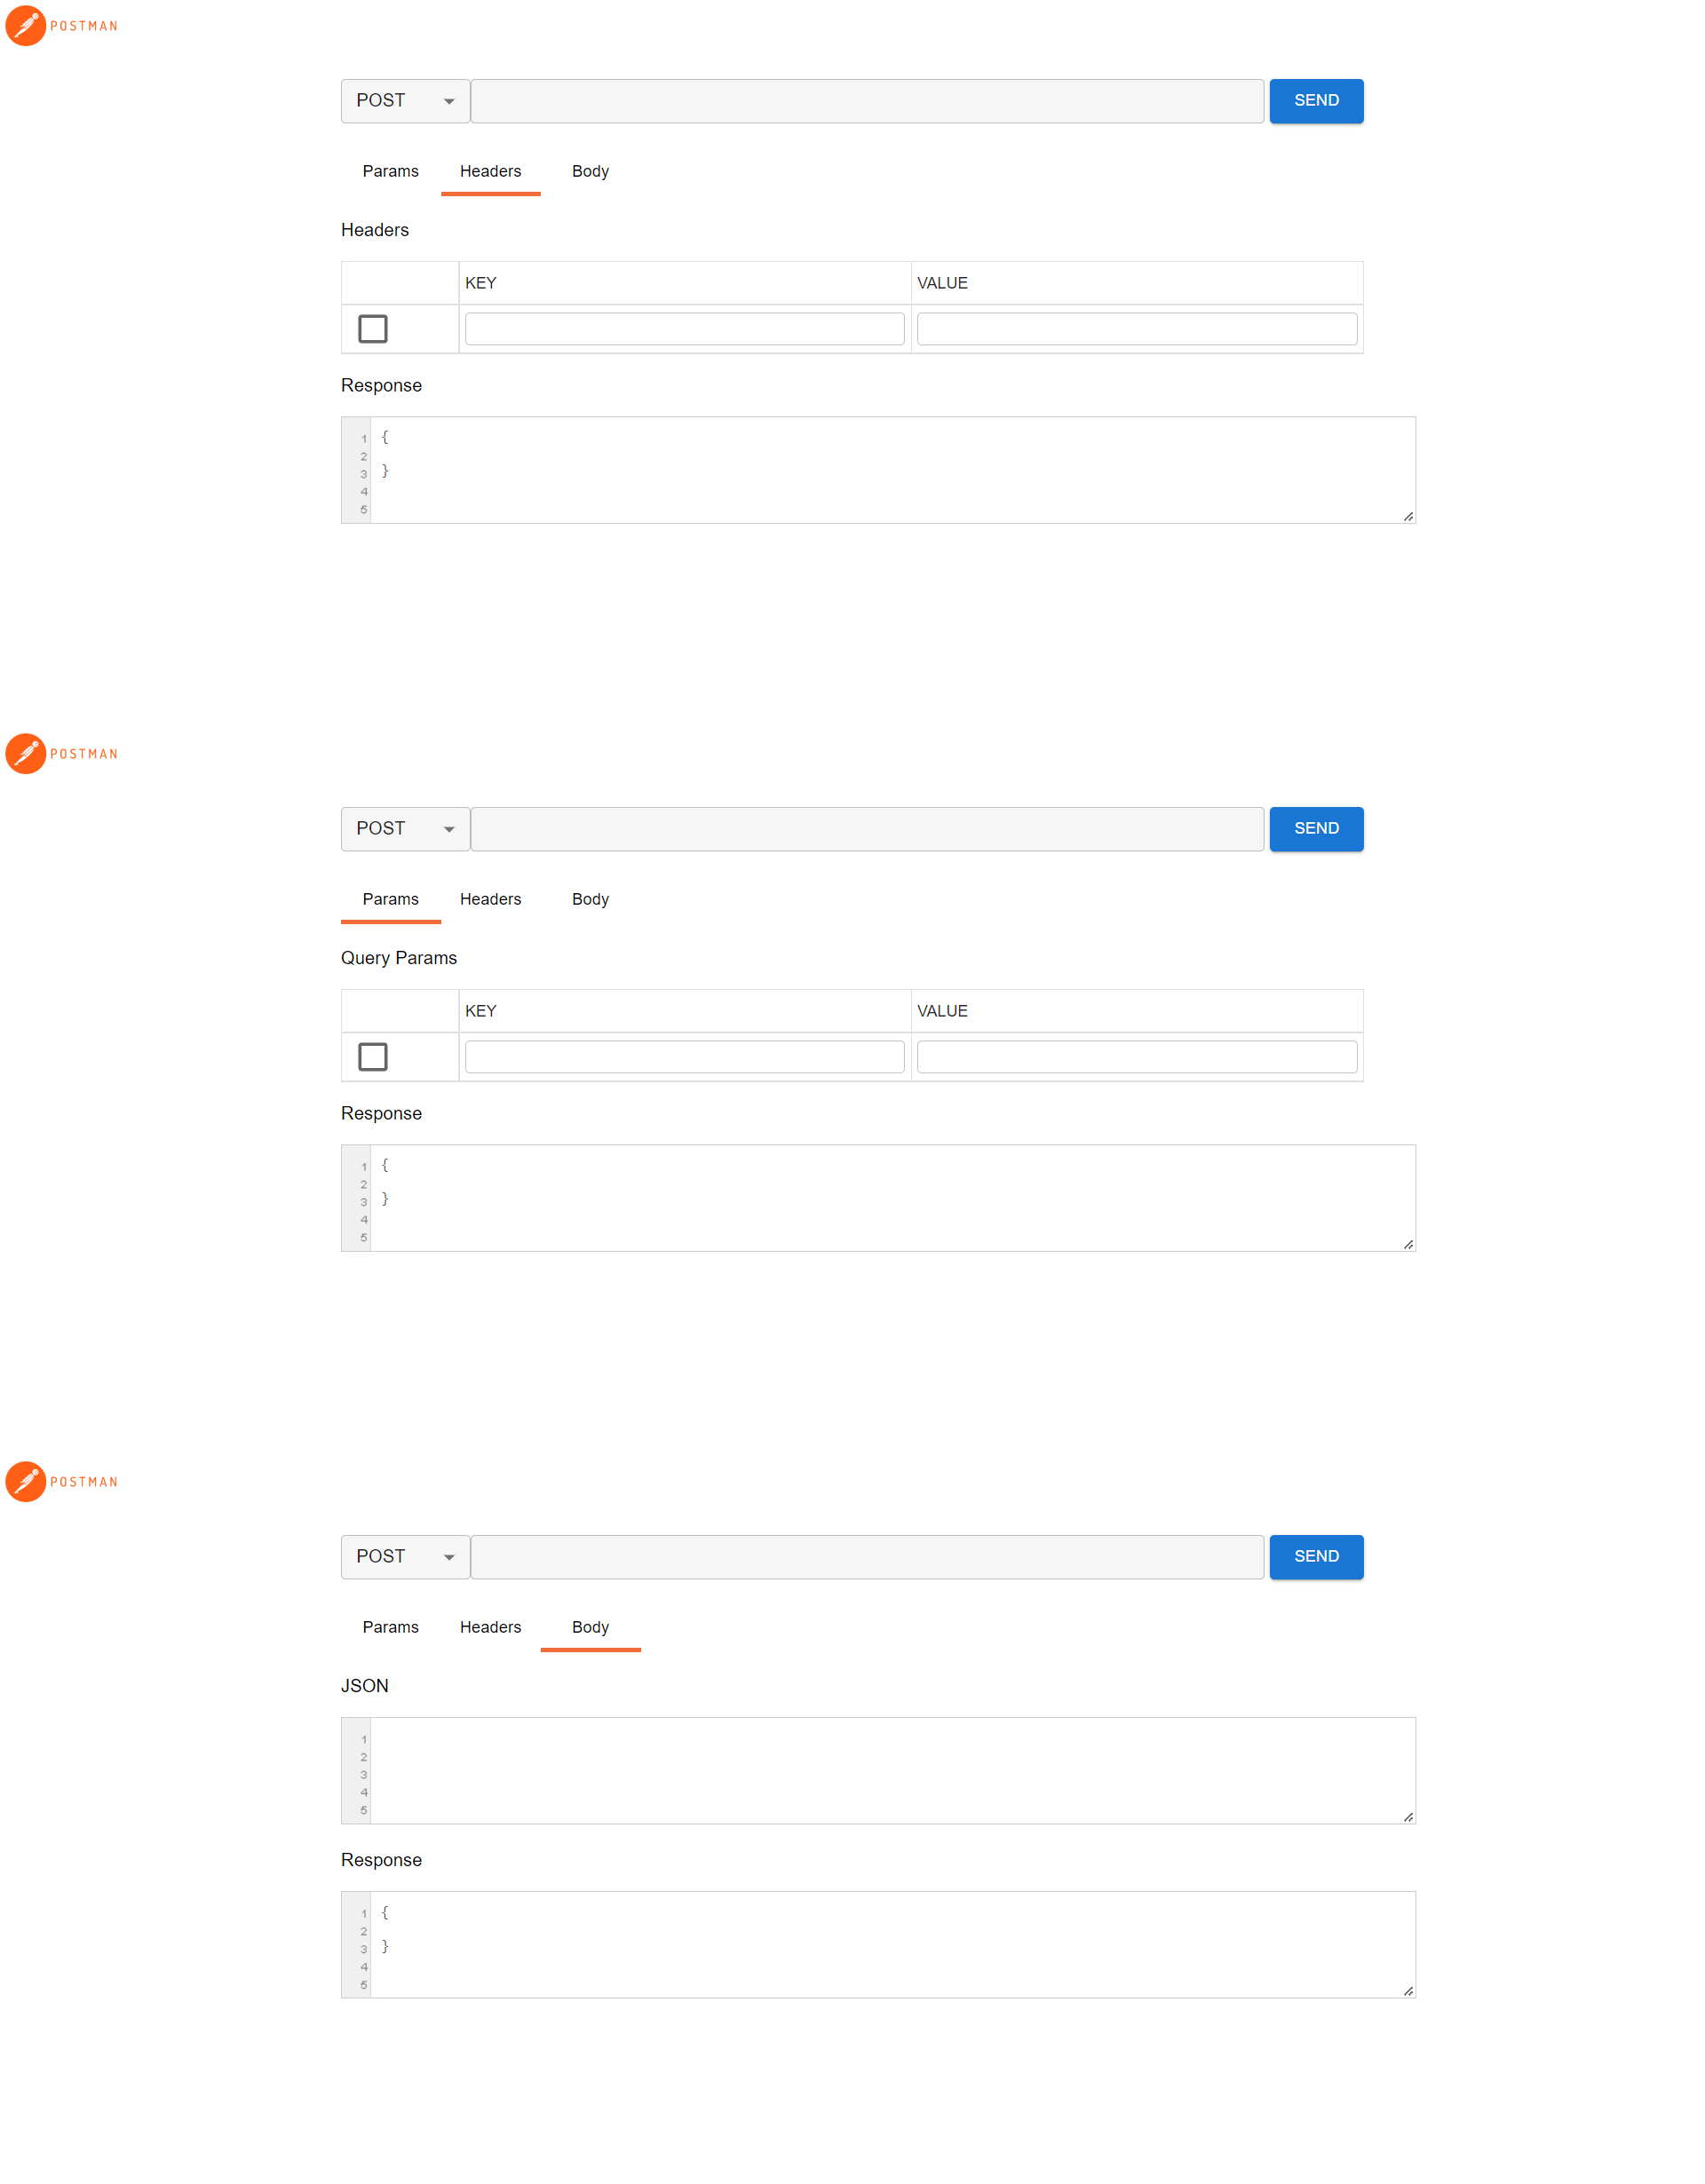 POSTMAN
POST SEND
Params Headers Body
Headers
KEY VALUE
Response
1 {
2
3 }
4
5
POSTMAN
POST SEND
Params Headers Body
Query Params
KEY VALUE
Response
1 {
2
3 }
4
5
POSTMAN
POST SEND
Params Headers Body
JSON
1
2
3
4
5
Response
1 {
2
3 }
4
5